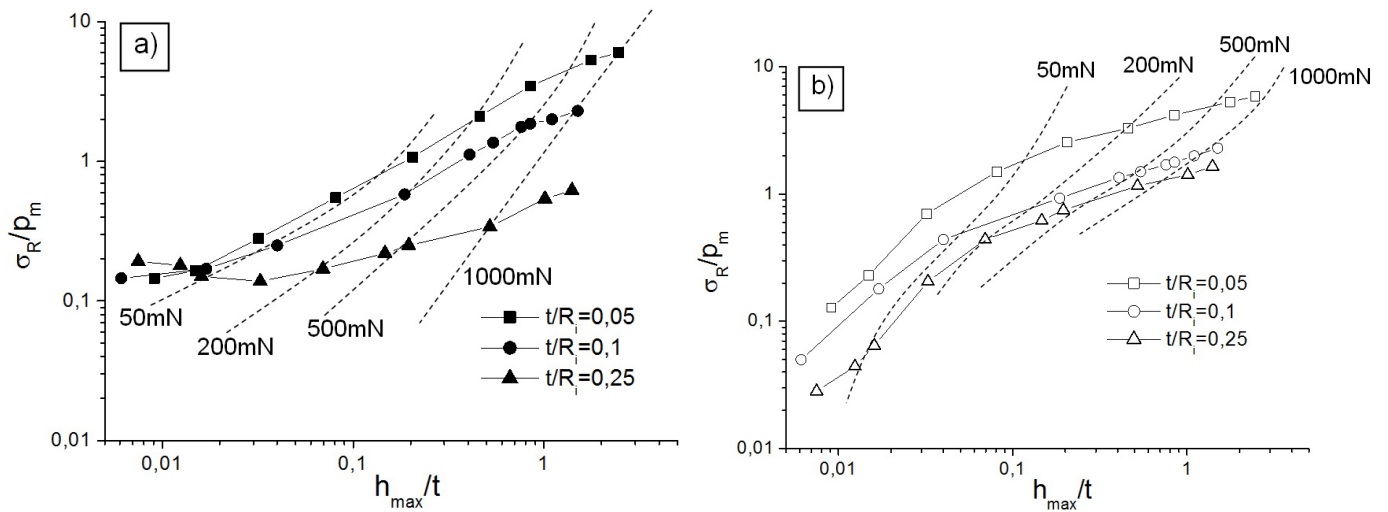 a)
10
1
0,1
0,01
σR/pm
0,01
0,1
1
hmax/t
50mN
200mN
500mN
1000mN
t/Ri=0,05
t/Ri=0,1
t/Ri=0,25
b)
10
1
0,1
0,01
σR/pm
0,01
0,1
1
hmax/t
50mN
200mN
500mN
1000mN
t/Ri=0,05
t/Ri=0,1
t/Ri=0,25